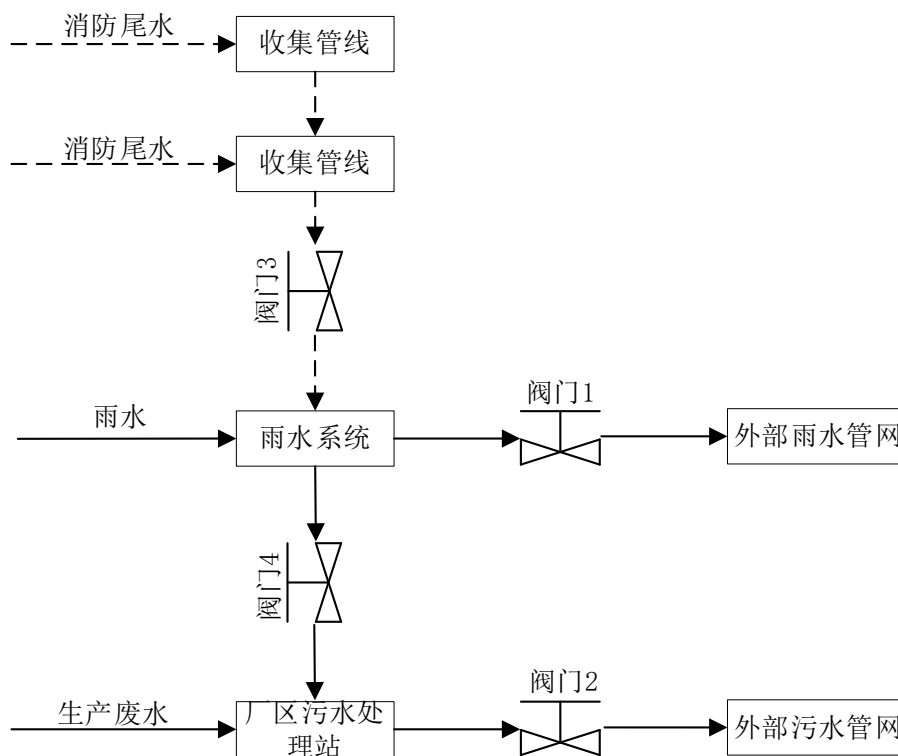 消防尾水
收集管线
消防尾水
收集管线
阀门3
雨水
雨水系统
阀门1
外部雨水管网
阀门4
生产废水
厂区污水处
理站
阀门2
外部污水管网